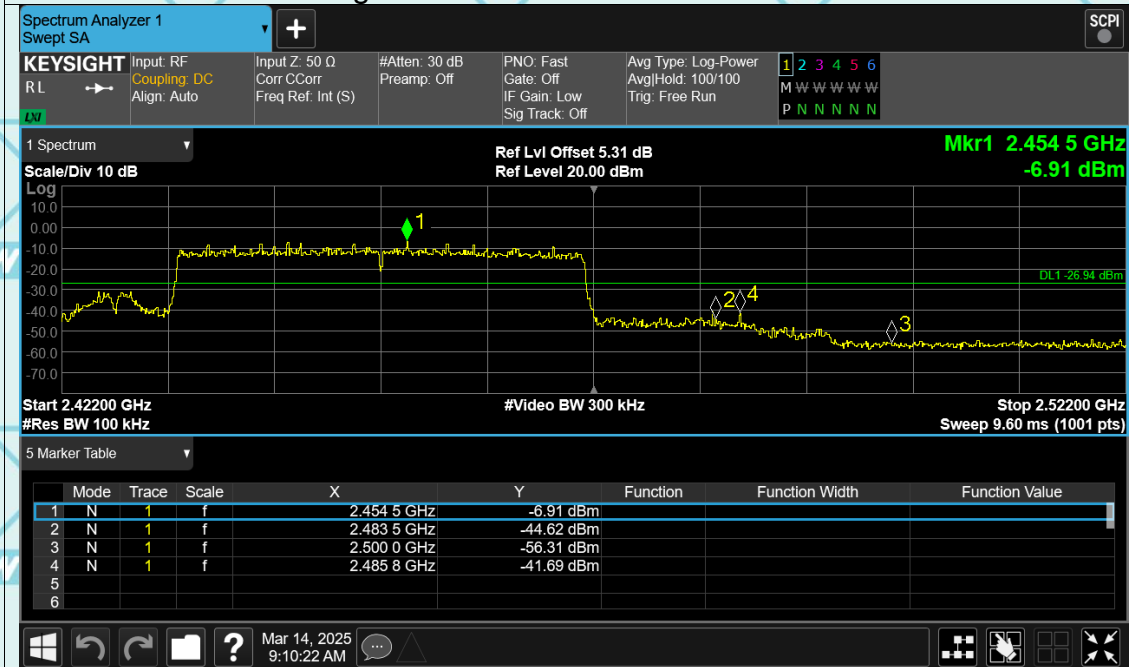 Spectrum Analyzer 1
Swept SA
SCPI
KEYSIGHT
R L
LXI
Input: RF
Coupling: DC
Align: Auto
Input Z: 50 Ω
Corr CCorr
Freq Ref: Int (S)
#Atten: 30 dB
Preamp: Off
PNO: Fast
Gate: Off
IF Gain: Low
Sig Track: Off
Avg Type: Log-Power
Avg|Hold: 100/100
Trig: Free Run
1 2 3 4 5 6
M W W W W W
P N N N N N
1 Spectrum
Scale/Div 10 dB
Ref Lvl Offset 5.31 dB
Ref Level 20.00 dBm
Mkr1 2.454 5 GHz
-6.91 dBm
Log
10.0
0.00
-10.0
-20.0
-30.0
-40.0
-50.0
-60.0
-70.0
1
2
4
3
DL1 -26.94 dBm
Start 2.42200 GHz
#Video BW 300 kHz
Stop 2.52200 GHz
#Res BW 100 kHz
Sweep 9.60 ms (1001 pts)
5 Marker Table
Mode Trace Scale X Y Function Function Width Function Value
1 N 1 f 2.454 5 GHz -6.91 dBm
2 N 1 f 2.483 5 GHz -44.62 dBm
3 N 1 f 2.500 0 GHz -56.31 dBm
4 N 1 f 2.485 8 GHz -41.69 dBm
5
6
?
Mar 14, 2025
9:10:22 AM